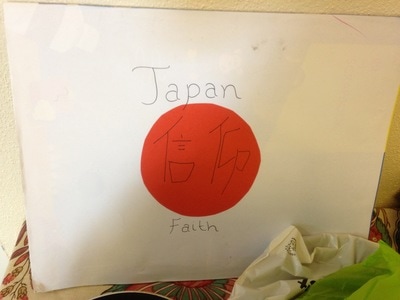 Japan
信仰
Faith